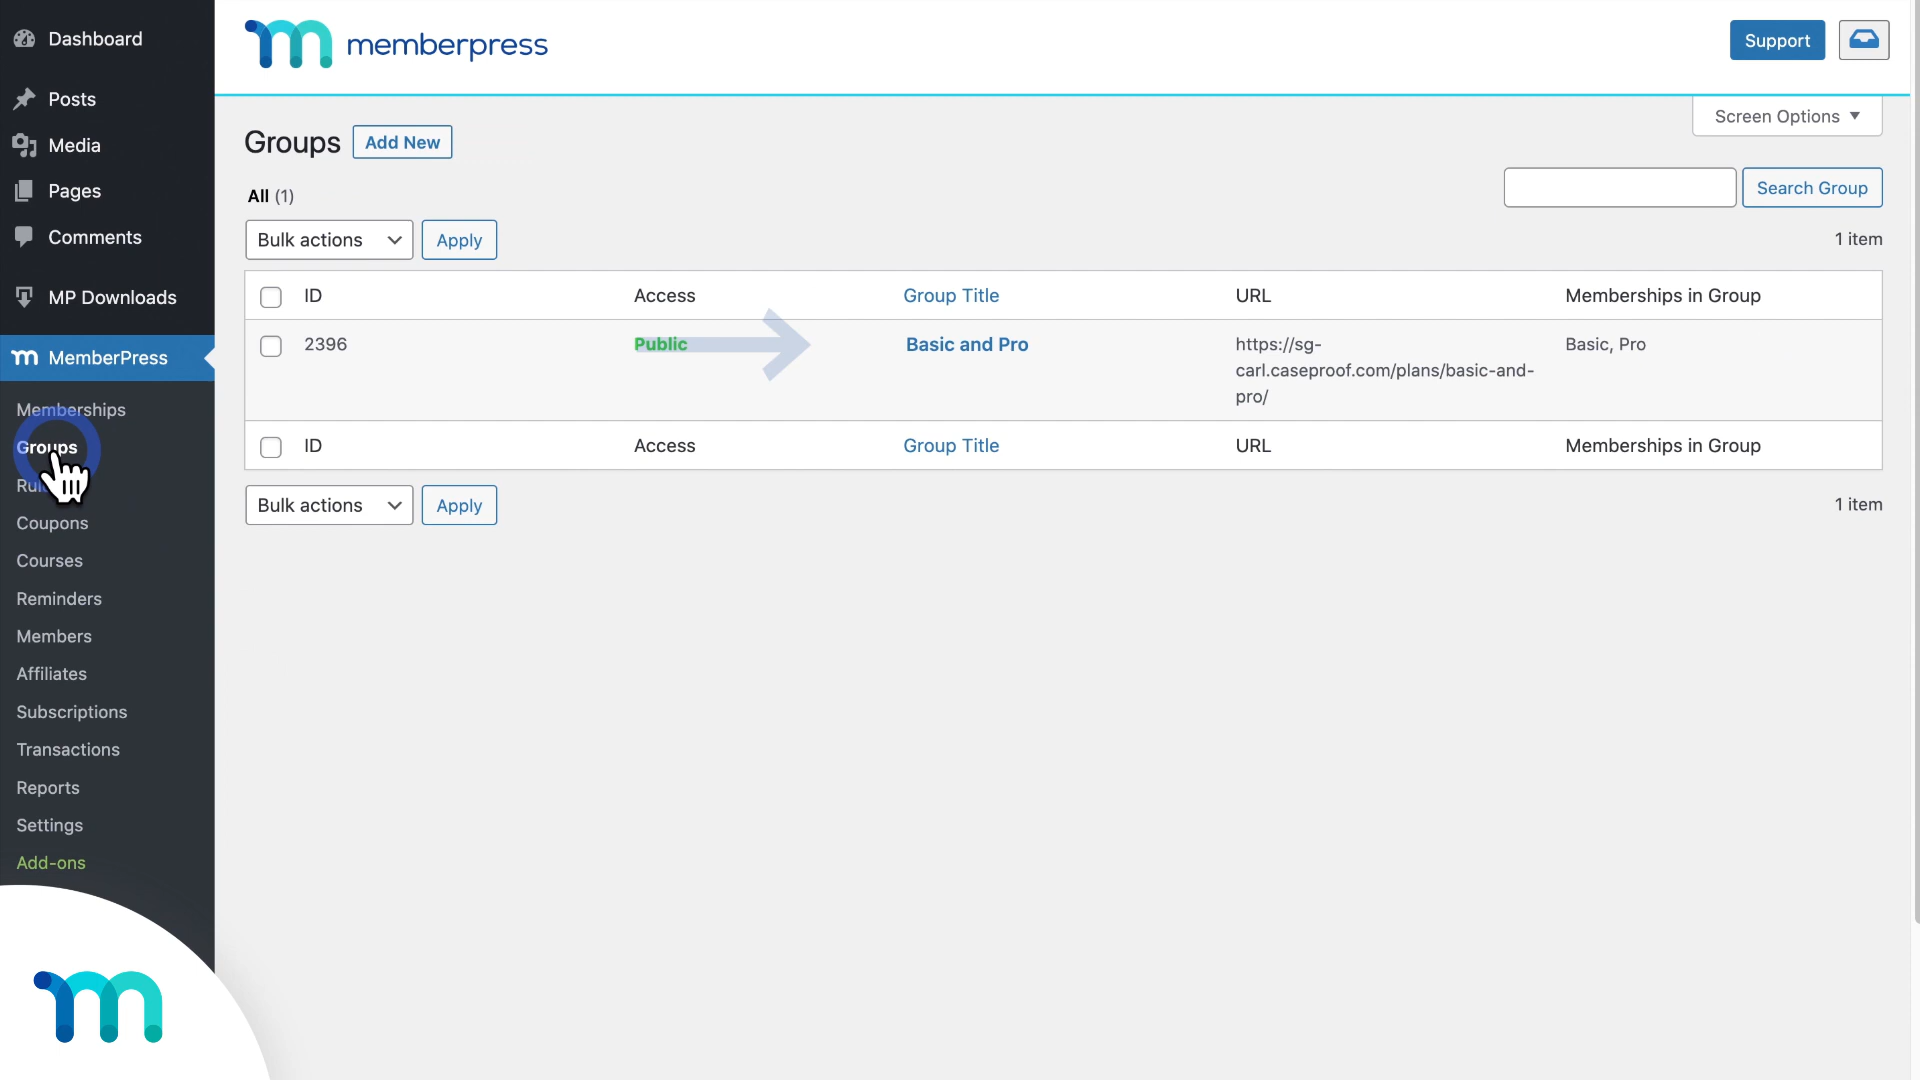 Dashboard
Posts
Media
Pages
Comments
MP Downloads
MemberPress
Memberships
Groups
Coupons
Courses
Reminders
Members
Affiliates
Subscriptions
Transactions
Reports
Settings
Add-ons
memberpress
Support
Screen Options
Groups Add New
All (1)
Search Group
Bulk actions Apply
1 item
ID Access Group Title URL Memberships in Group
2396 Public Basic and Pro https://sg- Basic, Pro
carl.caseproof.com/plans/basic-and-
pro/
ID Access Group Title URL Memberships in Group
Bulk actions Apply
1 item